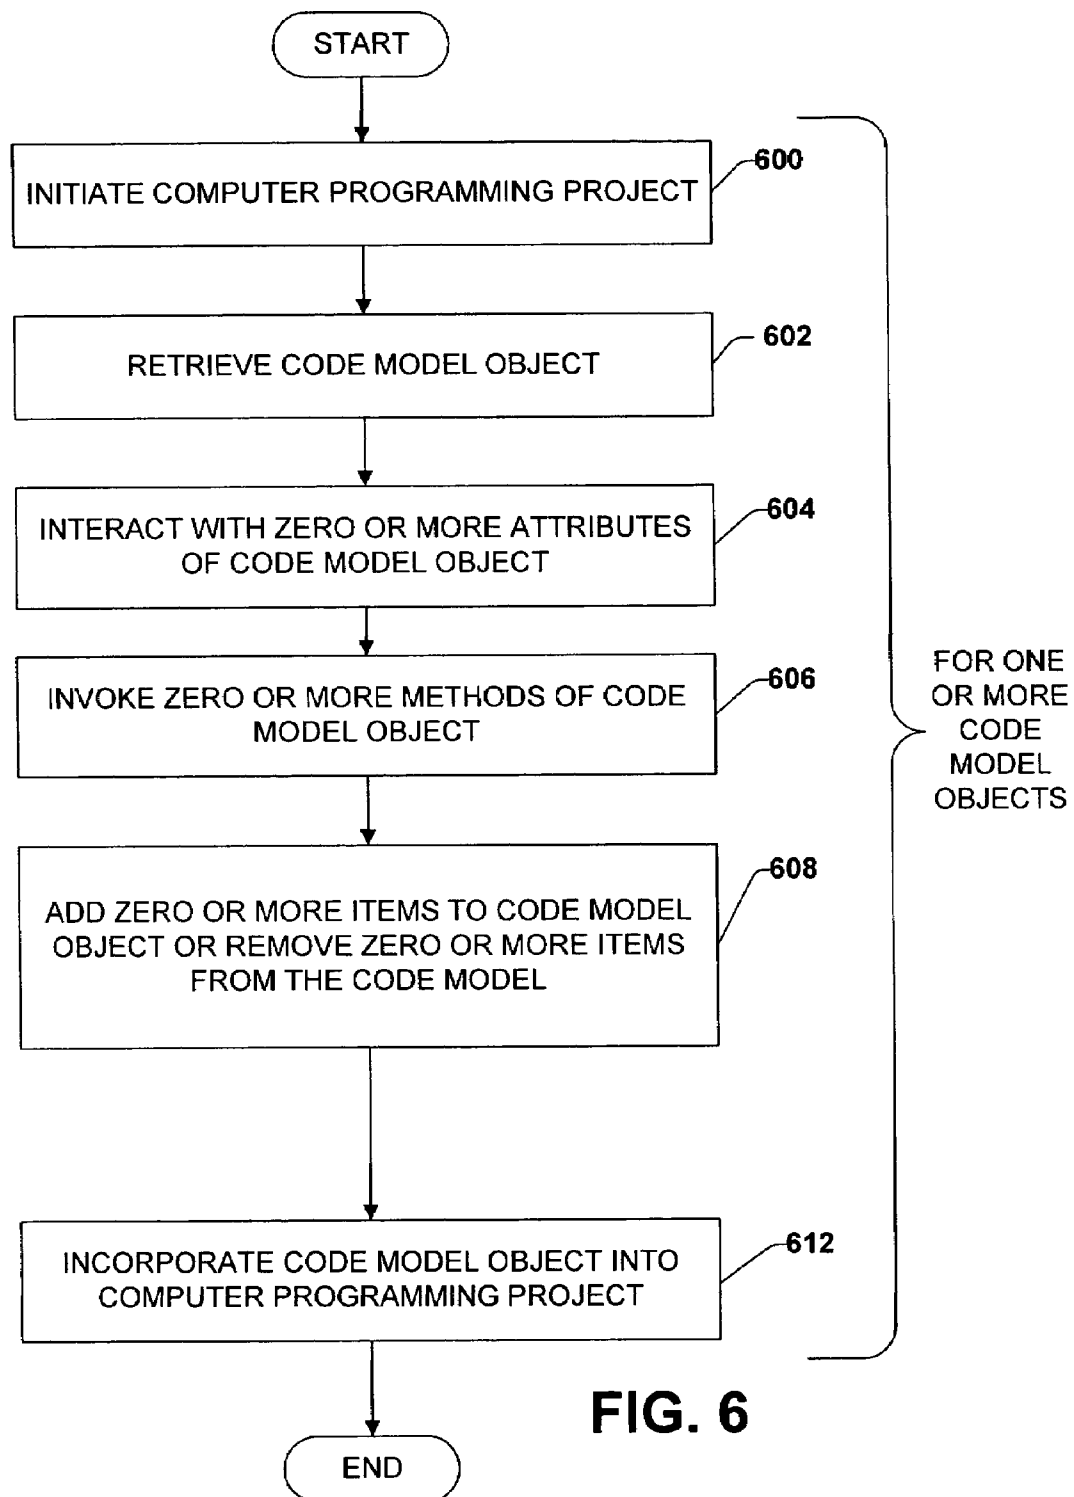 START
600
INITIATE COMPUTER PROGRAMMING PROJECT
602
RETRIEVE CODE MODEL OBJECT
604
INTERACT WITH ZERO OR MORE ATTRIBUTES
OF CODE MODEL OBJECT
606
INVOKE ZERO OR MORE METHODS OF CODE
MODEL OBJECT
FOR ONE
OR MORE
CODE
MODEL
OBJECTS
608
ADD ZERO OR MORE ITEMS TO CODE MODEL
OBJECT OR REMOVE ZERO OR MORE ITEMS
FROM THE CODE MODEL
612
INCORPORATE CODE MODEL OBJECT INTO
COMPUTER PROGRAMMING PROJECT
FIG. 6
END